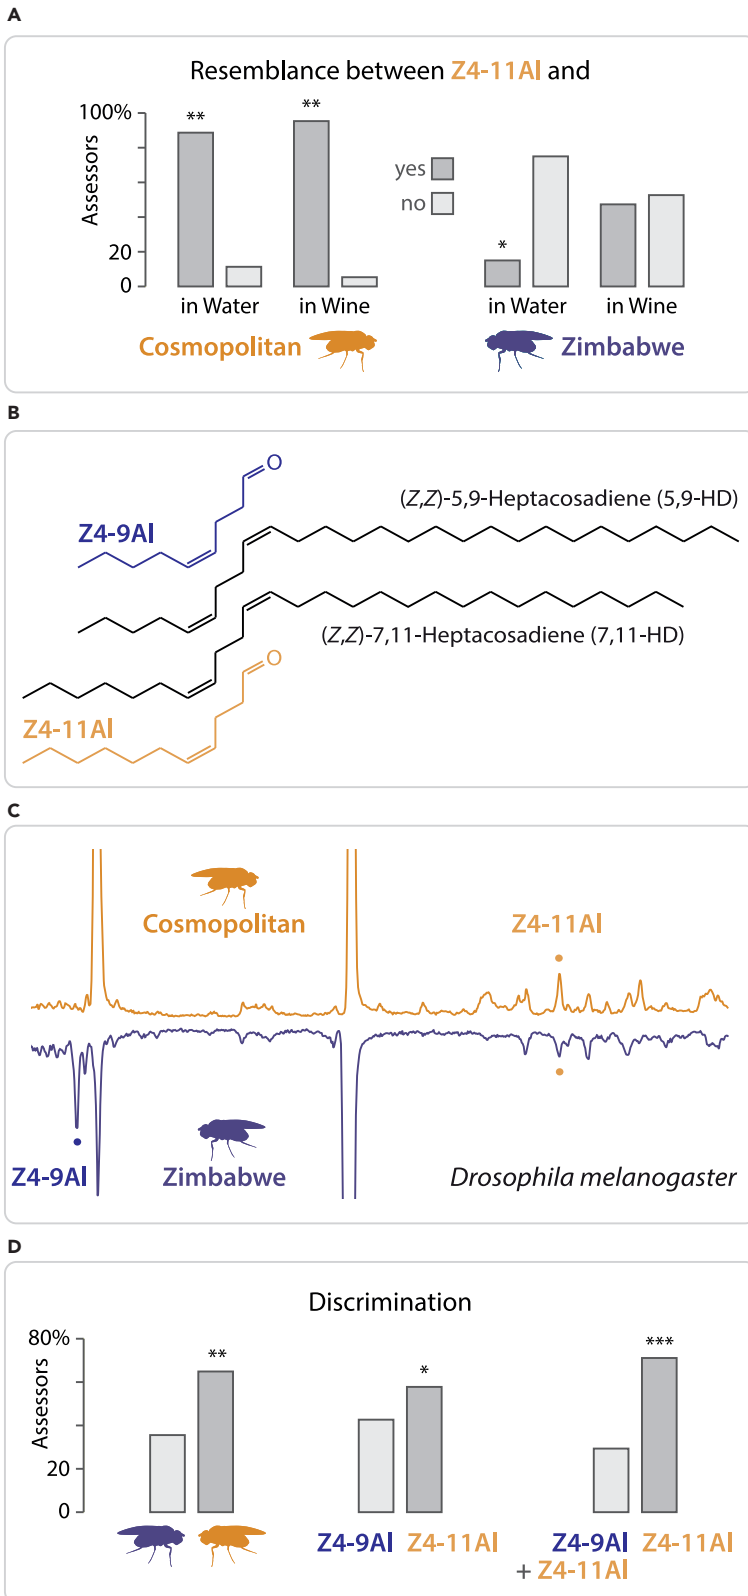 A
Resemblance between Z4-11Al and
100%
20
0
Assessors
** **
yes
no
*
in Water in Wine in Water in Wine
Cosmopolitan Zimbabwe
B
O
Z4-9Al
(Z,Z)-5,9-Heptacosadiene (5,9-HD)
(Z,Z)-7,11-Heptacosadiene (7,11-HD)
O
Z4-11Al
C
Cosmopolitan
Z4-11Al
Z4-9Al
Zimbabwe
Drosophila melanogaster
D
Discrimination
80%
20
0
Assessors
** * ***
Z4-9Al Z4-11Al Z4-9Al Z4-11Al
+ Z4-11Al